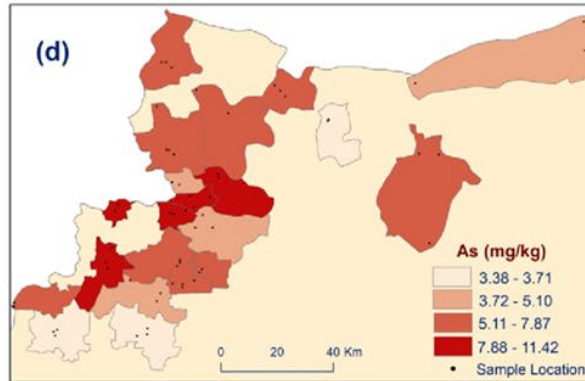 (d)
As (mg/kg)
3.38 - 3.71
3.72 - 5.10
5.11 - 7.87
7.88 - 11.42
Sample Location
0 20 40 Km